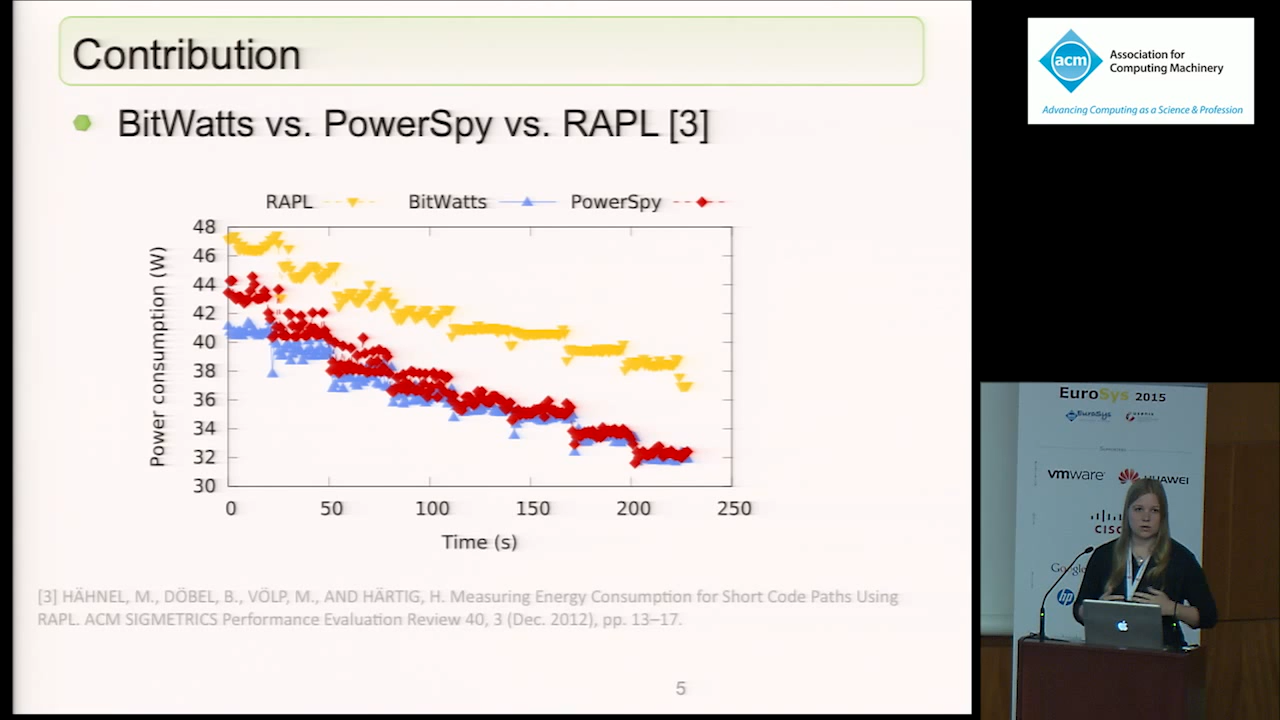 Contribution
BitWatts vs. PowerSpy vs. RAPL [3]
RAPL BitWatts PowerSpy
48
46
44
42
40
38
36
34
32
30
Power consumption (W)
0 50 100 150 200 250
Time (s)
[3] HÄHNEL, M., DÖBEL, B., VÖLP, M., AND HÄRTIG, H. Measuring Energy Consumption for Short Code Paths Using
RAPL. ACM SIGMETRICS Performance Evaluation Review 40, 3 (Dec. 2012), pp. 13–17.
5
acm
Association for
Computing Machinery
Advancing Computing as a Science & Profession
EuroSys 2015
EuroSys
vmware HUAWEI
Google
hp